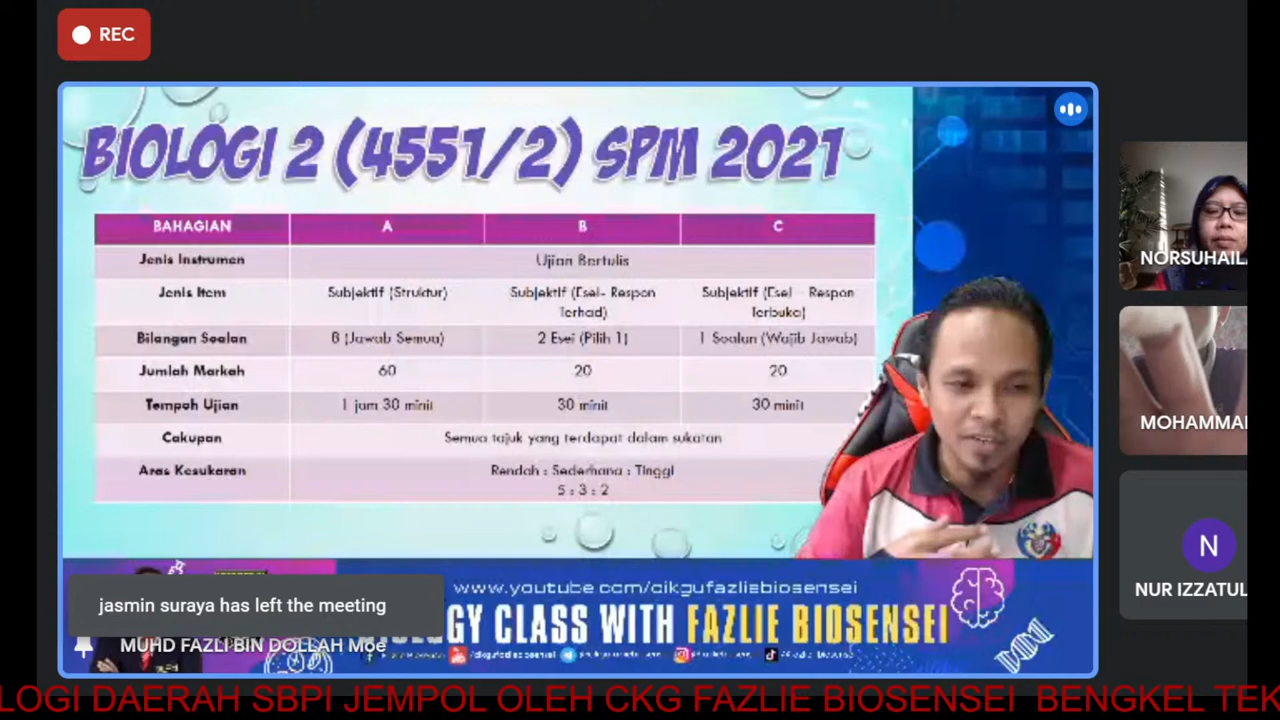 REC
BIOLOGI 2 (4551/2) SPM 2021
BAHAGIAN A B C
Jenis Instrumen Ujian Bertulis
Jenis Item Subjektif (Struktur) Subjektif (Esei- Respon Terhad) Subjektif (Esei - Respon Terbuka)
Bilangan Soalan 8 (Jawab Semua) 2 Esei (Pilih 1) 1 Soalan (Wajib Jawab)
Jumlah Markah 60 20 20
Tempoh Ujian 1 jam 30 minit 30 minit 30 minit
Cakupan Semua tajuk yang terdapat dalam sukatan
Aras Kesukaran Rendah : Sederhana : Tinggi
5 : 3 : 2
www.youtube.com/cikgufazliebiosensei
GY CLASS WITH FAZLIE BIOSENSEI
jasmin suraya has left the meeting
MUHD FAZLI BIN DOLLAH Moe
NORSUHAILA
MOHAMMAD
N
NUR IZZATUL
LOGI DAERAH SBPI JEMPOL OLEH CKG FAZLIE BIOSENSEI BENGKEL TEK